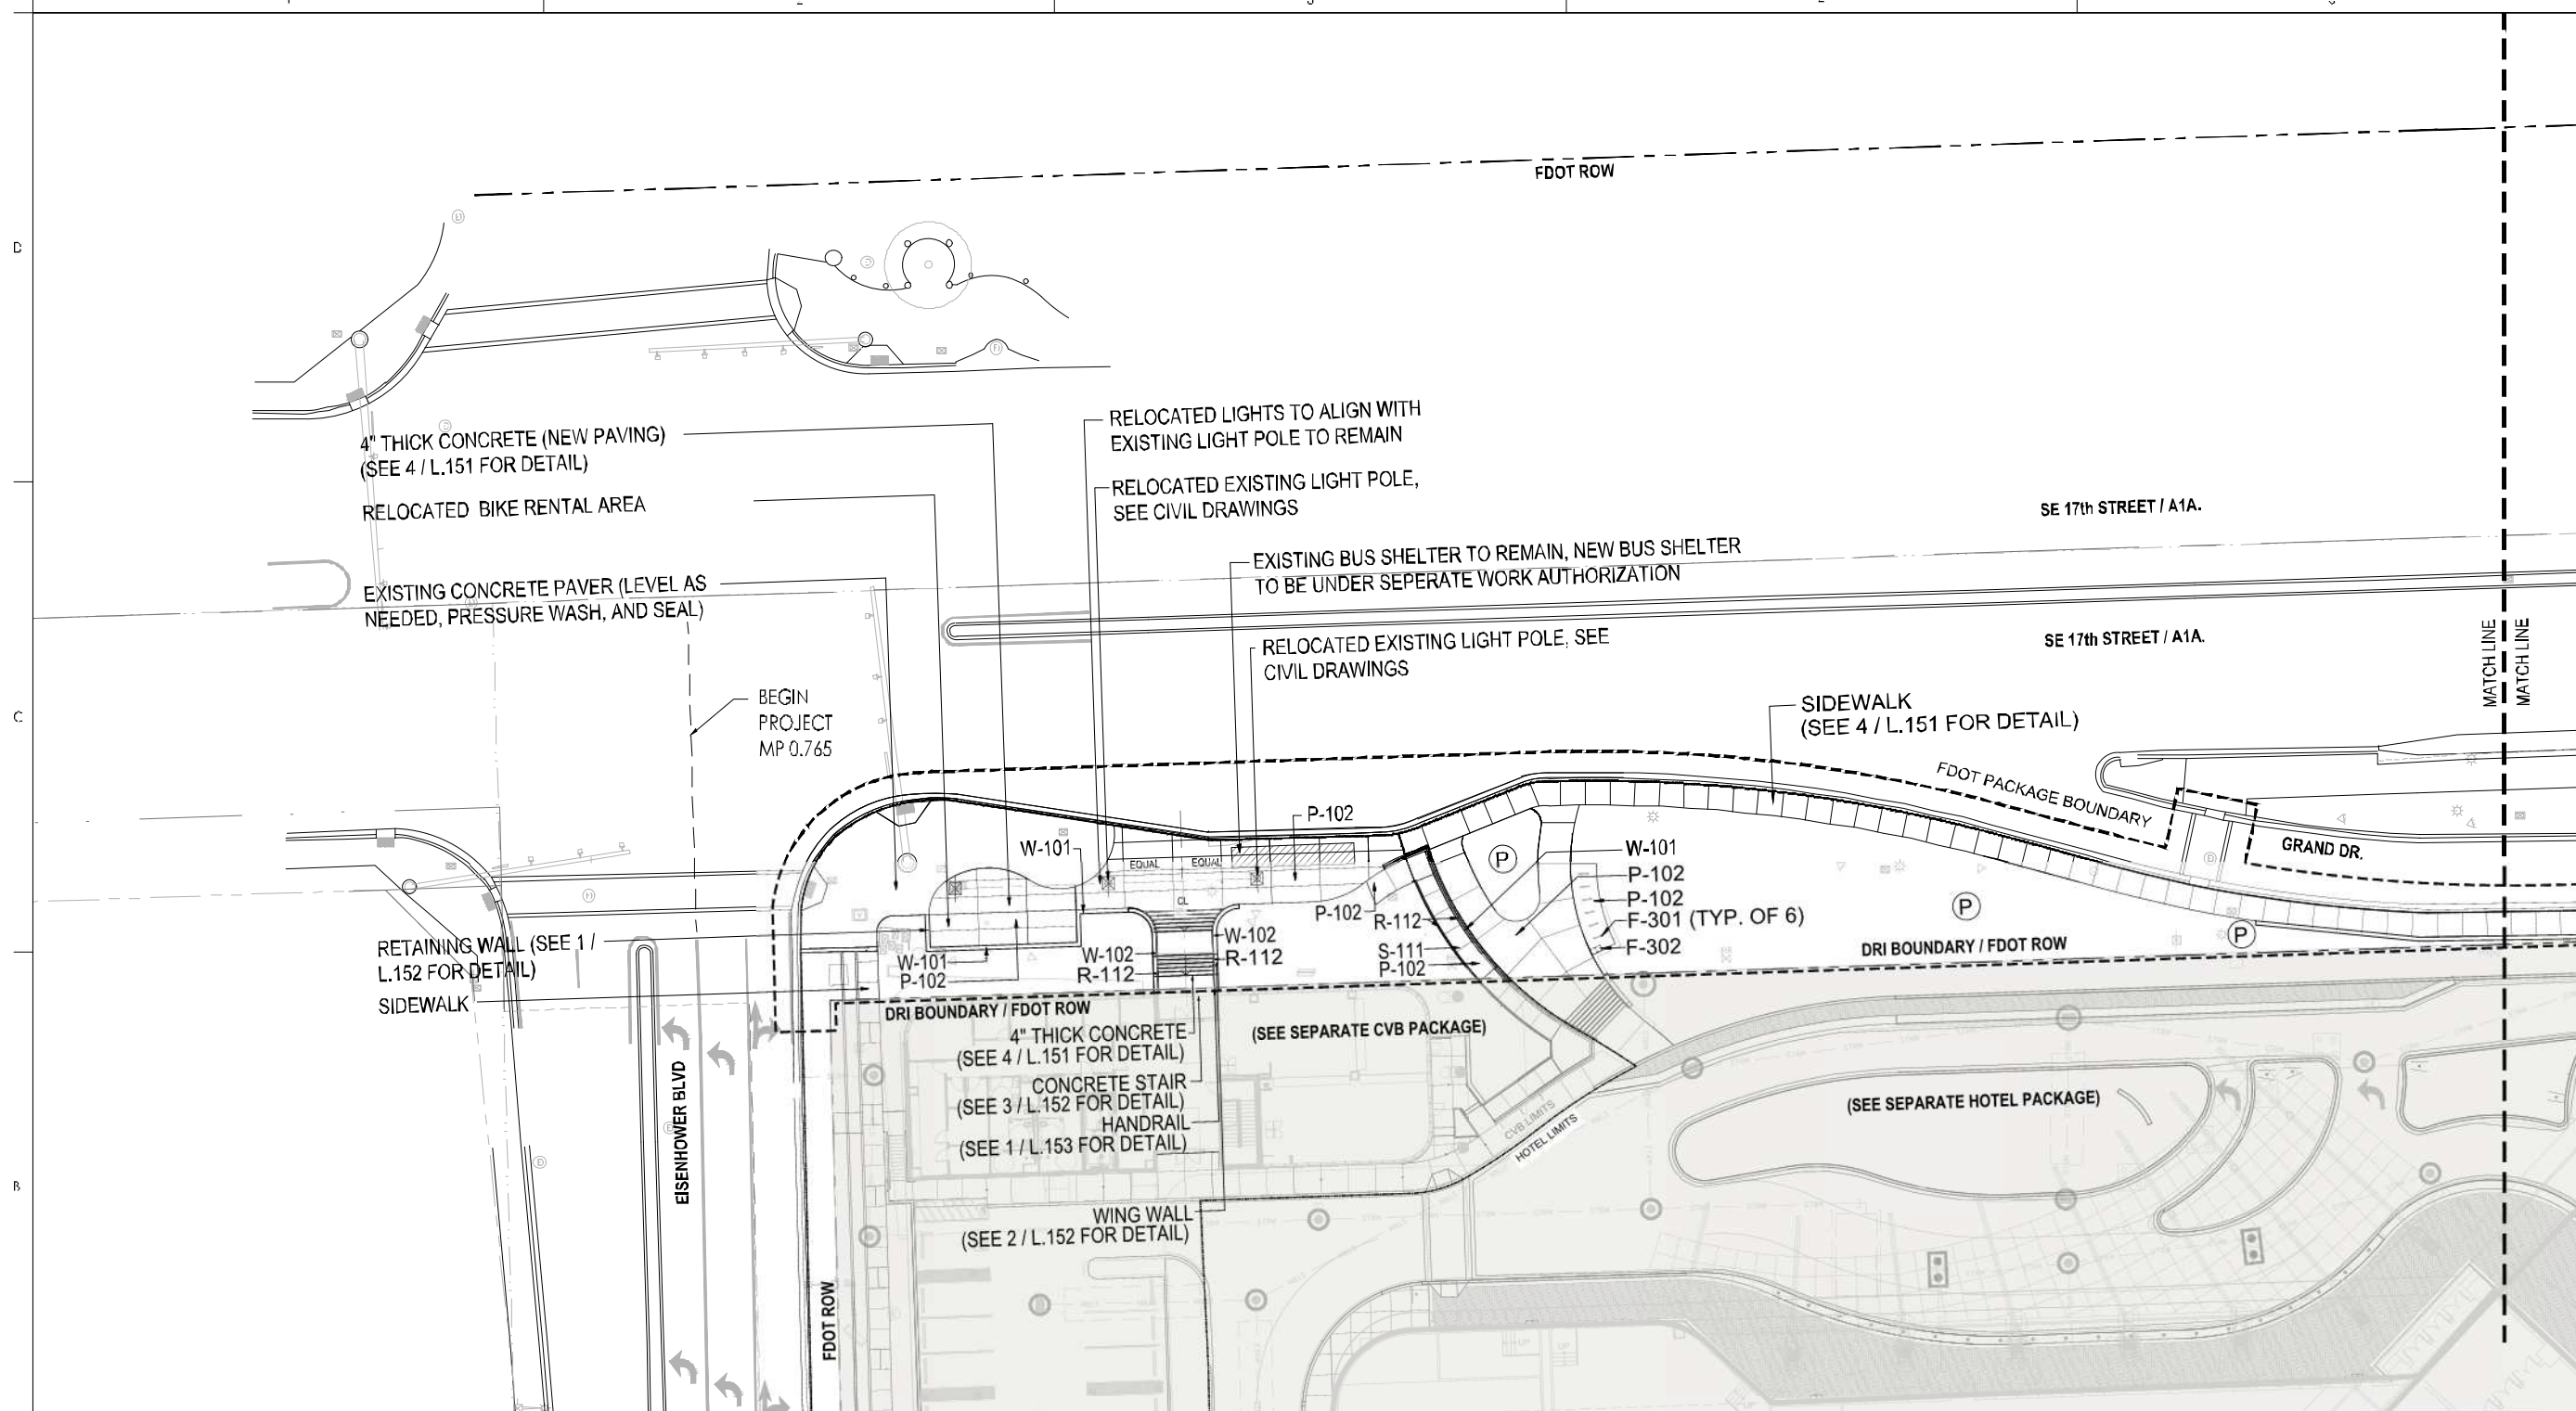 FDOT ROW
D
4" THICK CONCRETE (NEW PAVING)
(SEE 4 / L.151 FOR DETAIL)
RELOCATED BIKE RENTAL AREA
EXISTING CONCRETE PAVER (LEVEL AS
NEEDED, PRESSURE WASH, AND SEAL)
RELOCATED LIGHTS TO ALIGN WITH
EXISTING LIGHT POLE TO REMAIN
RELOCATED EXISTING LIGHT POLE,
SEE CIVIL DRAWINGS
EXISTING BUS SHELTER TO REMAIN, NEW BUS SHELTER
TO BE UNDER SEPERATE WORK AUTHORIZATION
RELOCATED EXISTING LIGHT POLE, SEE
CIVIL DRAWINGS
SE 17th STREET / A1A.
SE 17th STREET / A1A.
MATCH LINE
MATCH LINE
C
BEGIN
PROJECT
MP 0.765
SIDEWALK
(SEE 4 / L.151 FOR DETAIL)
FDOT PACKAGE BOUNDARY
GRAND DR.
P-102
W-101
EQUAL
EQUAL
CL
P
W-101
P-102
P-102
F-301 (TYP. OF 6)
F-302
P-102
R-112
S-111
P-102
P
P
DRI BOUNDARY / FDOT ROW
RETAINING WALL (SEE 1 /
L.152 FOR DETAIL)
SIDEWALK
W-101
P-102
W-102
R-112
W-102
R-112
DRI BOUNDARY / FDOT ROW
4" THICK CONCRETE
(SEE 4 / L.151 FOR DETAIL)
CONCRETE STAIR
(SEE 3 / L.152 FOR DETAIL)
HANDRAIL
(SEE 1 / L.153 FOR DETAIL)
WING WALL
(SEE 2 / L.152 FOR DETAIL)
(SEE SEPARATE CVB PACKAGE)
CVB LIMITS
HOTEL LIMITS
(SEE SEPARATE HOTEL PACKAGE)
EISENHOWER BLVD
FDOT ROW
B